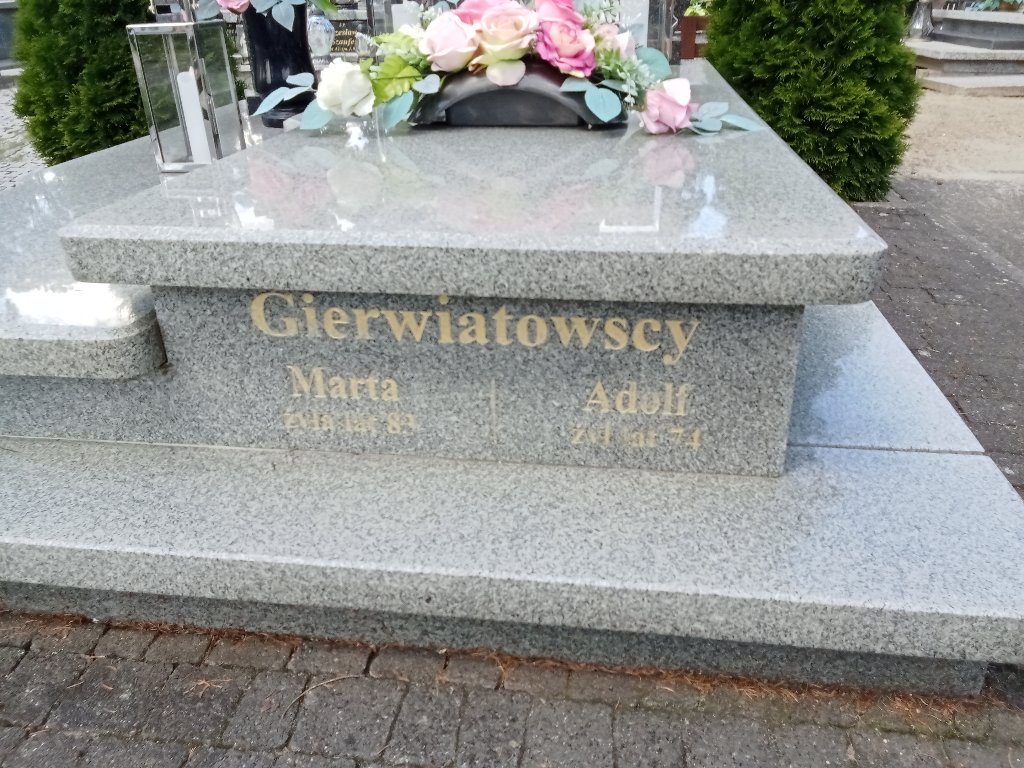 Gierwiatowscy
Marta
żyła lat 83
Adolf
żył lat 74